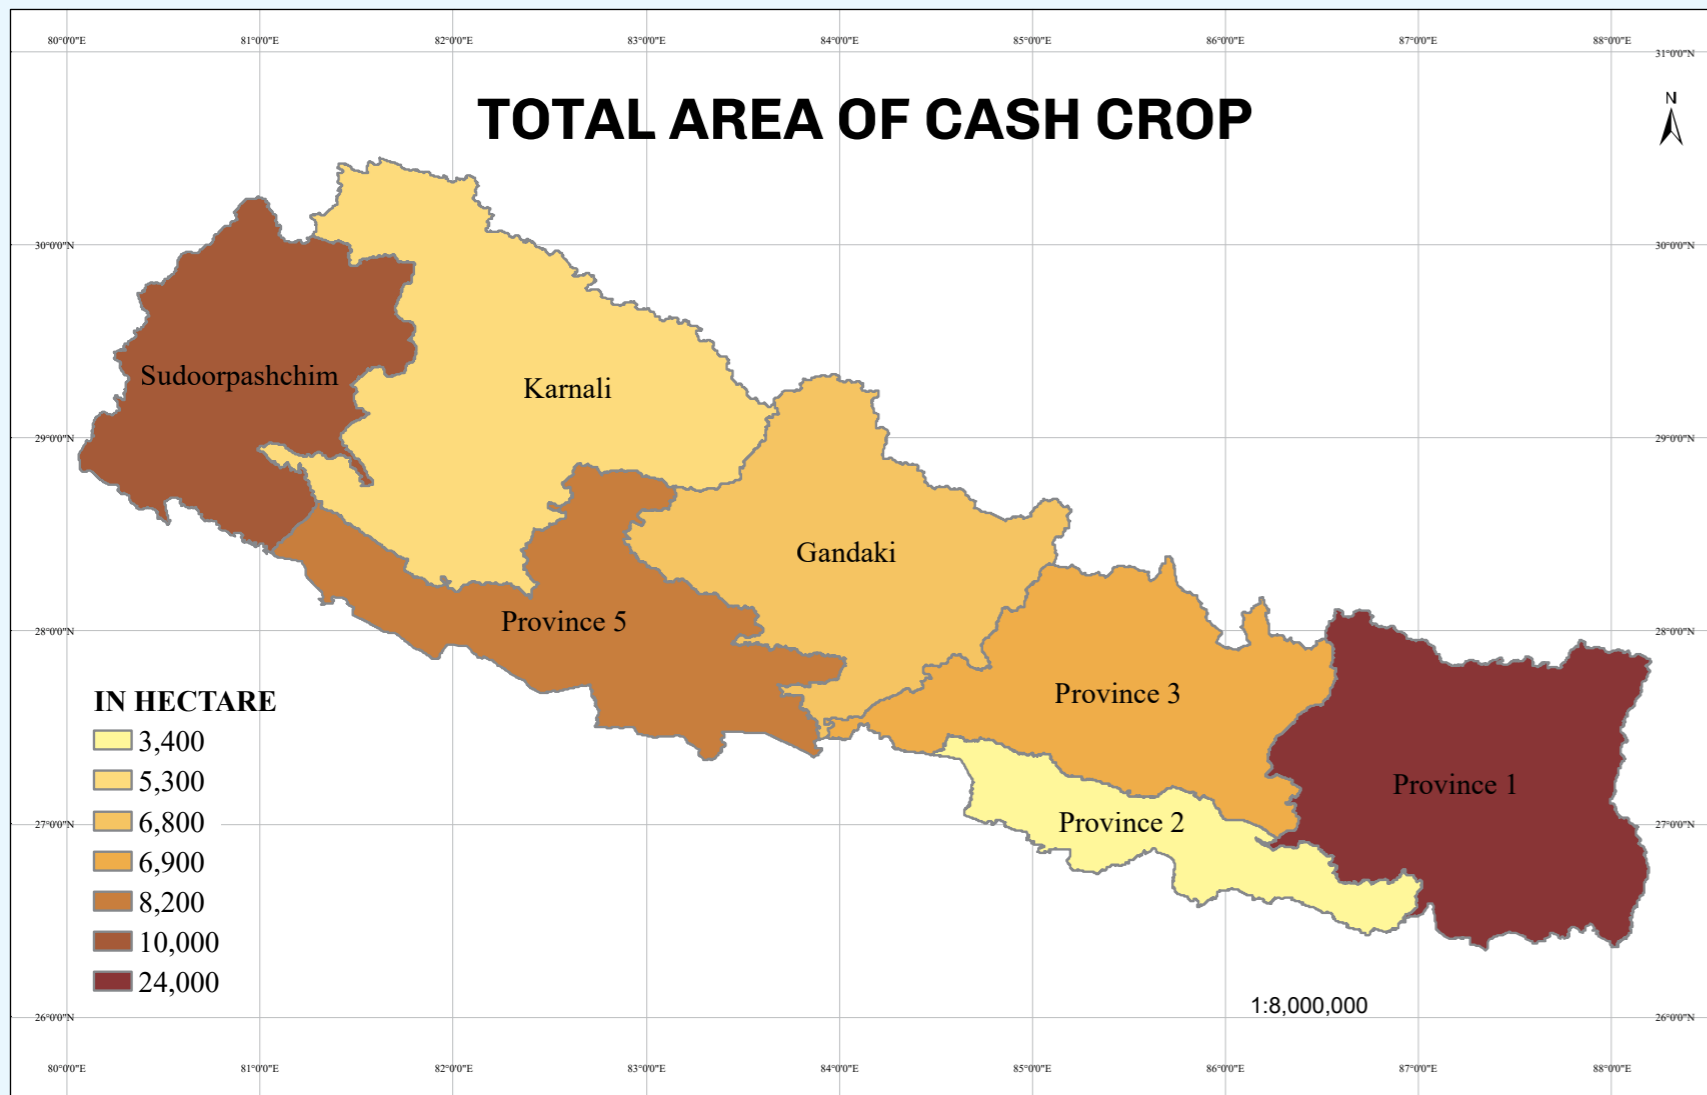 80°0'0"E 81°0'0"E 82°0'0"E 83°0'0"E 84°0'0"E 85°0'0"E 86°0'0"E 87°0'0"E 88°0'0"E
31°0'0"N
TOTAL AREA OF CASH CROP
N
30°0'0"N 30°0'0"N
Sudoorpashchim
Karnali
29°0'0"N 29°0'0"N
Gandaki
Province 5
28°0'0"N 28°0'0"N
Province 3
Province 1
Province 2
27°0'0"N 27°0'0"N
IN HECTARE
3,400
5,300
6,800
6,900
8,200
10,000
24,000
1:8,000,000
26°0'0"N 26°0'0"N
80°0'0"E 81°0'0"E 82°0'0"E 83°0'0"E 84°0'0"E 85°0'0"E 86°0'0"E 87°0'0"E 88°0'0"E